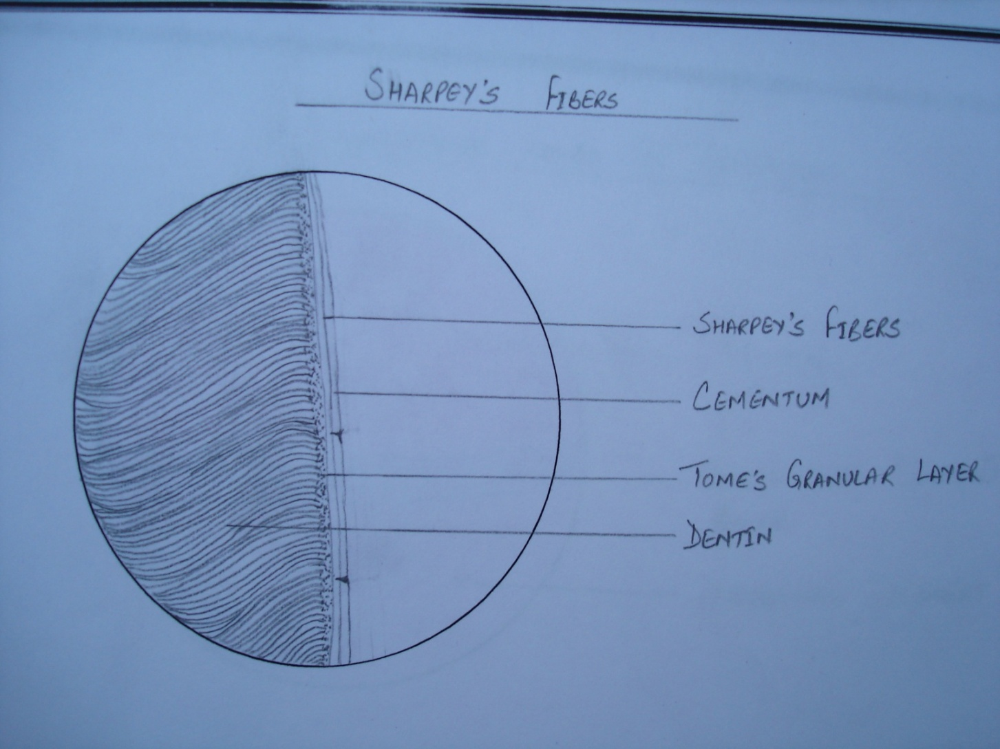 SHARPEY'S FIBERS
SHARPEY'S FIBERS
CEMENTUM
TOME'S GRANULAR LAYER
DENTIN